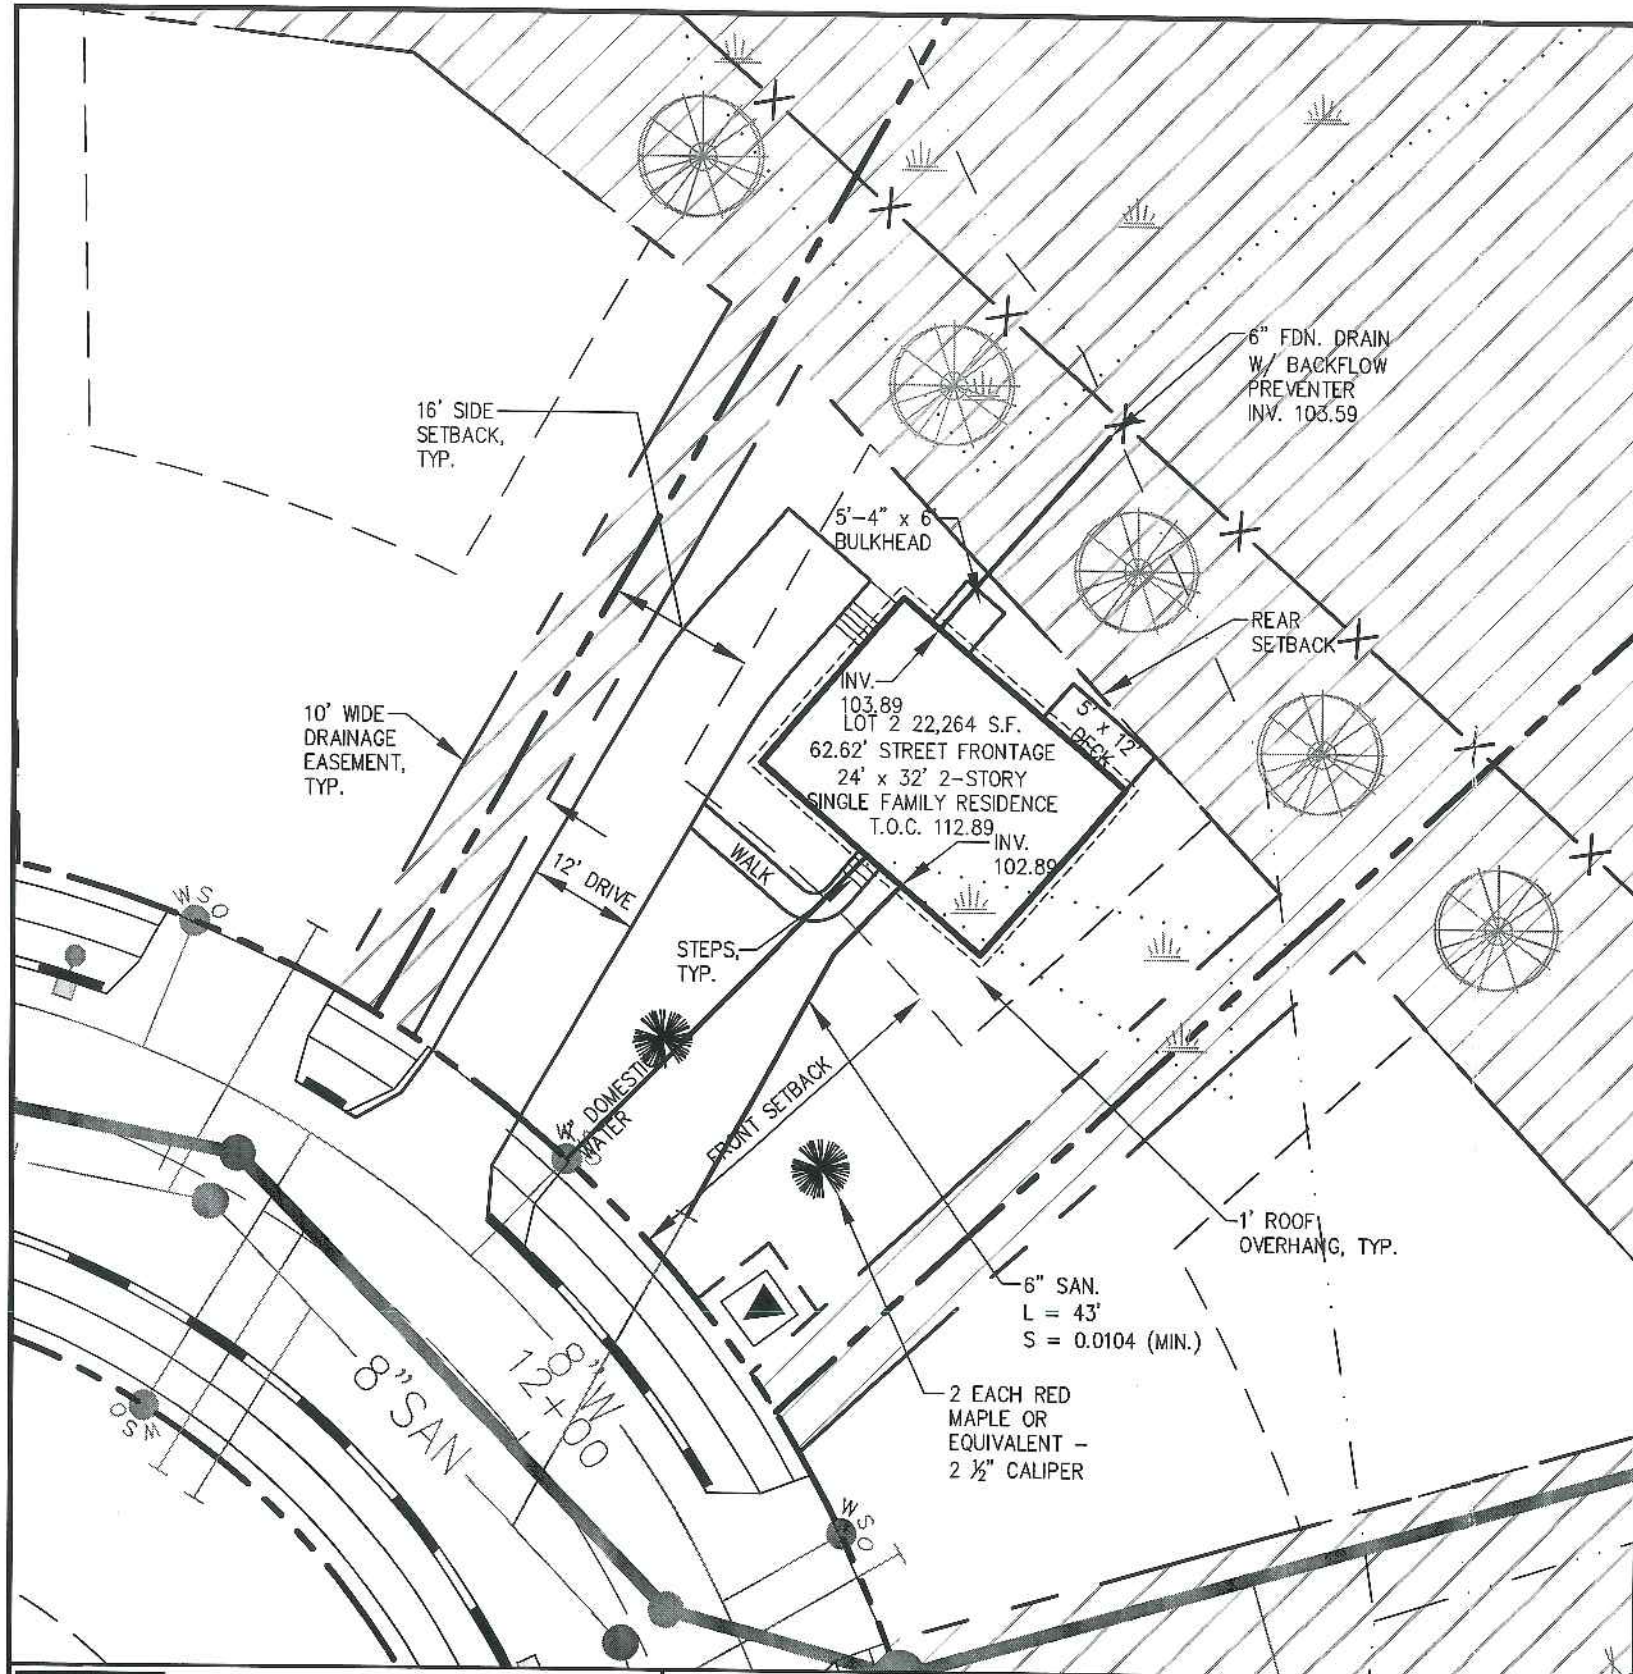 6" FDN. DRAIN
W/ BACKFLOW
PREVENTER
INV. 103.59
16' SIDE
SETBACK,
TYP.
5'-4" x 6'
BULKHEAD
REAR
SETBACK
INV.
103.89
10' WIDE
DRAINAGE
EASEMENT,
TYP.
5' x 12'
DECK
LOT 2 22,264 S.F.
62.62' STREET FRONTAGE
24' x 32' 2-STORY
SINGLE FAMILY RESIDENCE
T.O.C. 112.89
INV.
102.89
WALK
12' DRIVE
WSO
STEPS,
TYP.
DOMESTIC
WATER
FRONT SETBACK
1' ROOF
OVERHANG, TYP.
6" SAN.
L = 43'
S = 0.0104 (MIN.)
8" W
12+00
8" SAN
2 EACH RED
MAPLE OR
EQUIVALENT -
2 ½" CALIPER
WSO
WSO